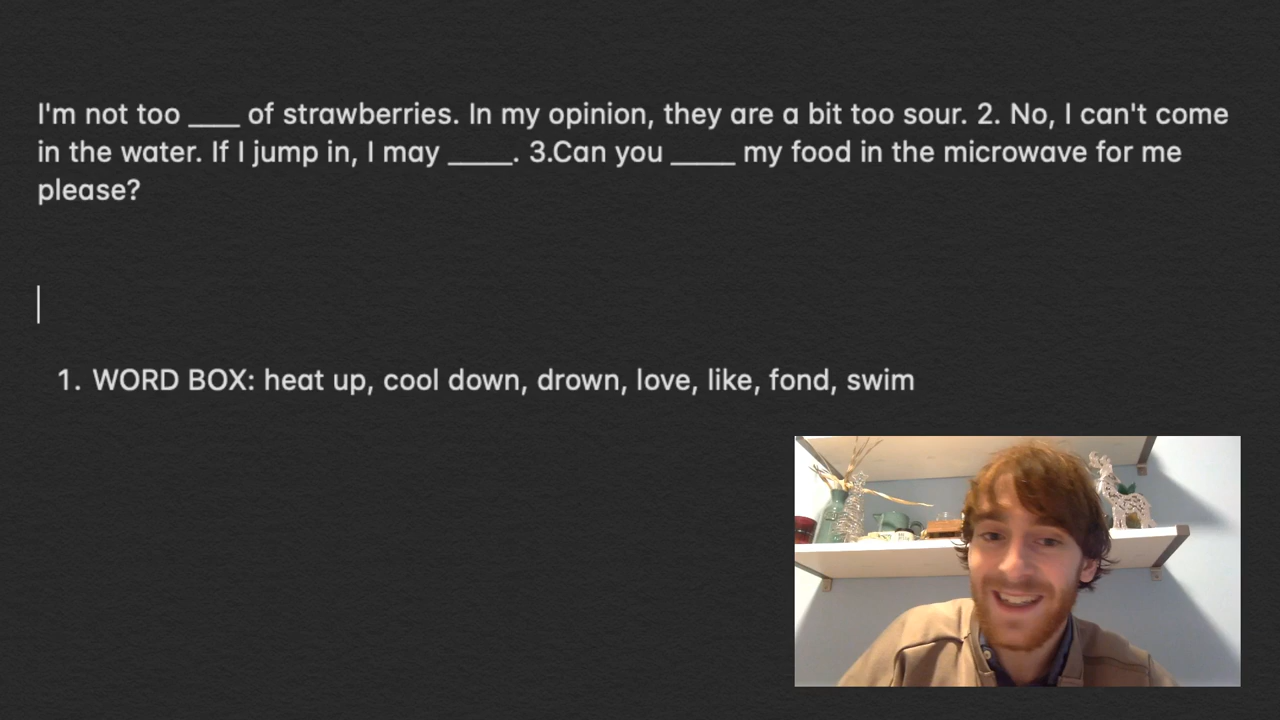 I'm not too ____ of strawberries. In my opinion, they are a bit too sour. 2. No, I can't come
in the water. If I jump in, I may _____. 3.Can you _____ my food in the microwave for me
please?
1. WORD BOX: heat up, cool down, drown, love, like, fond, swim